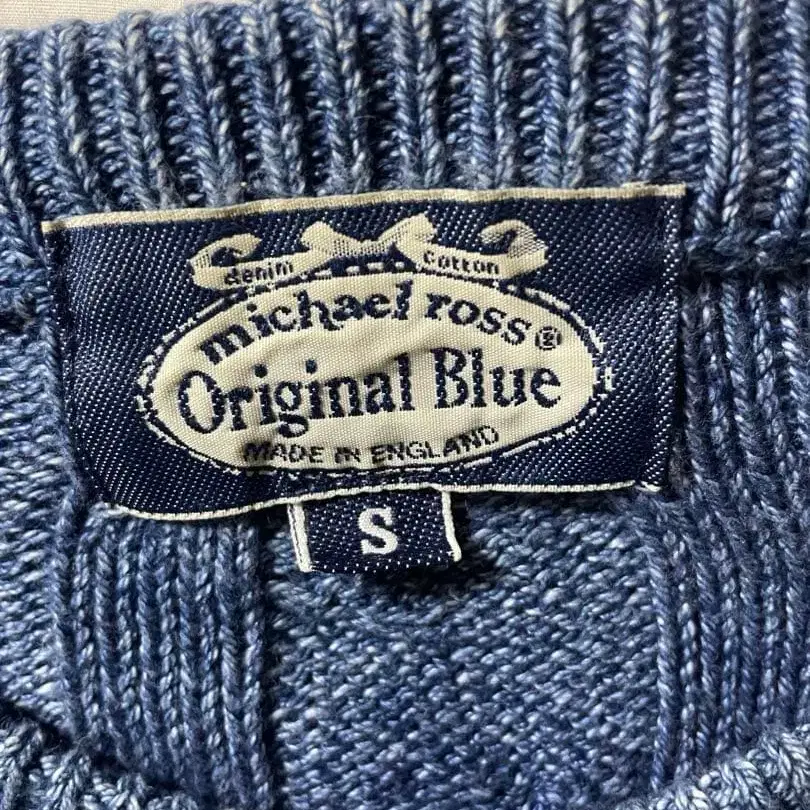 denim cotton
michael ross®
Original Blue
MADE IN ENGLAND
S